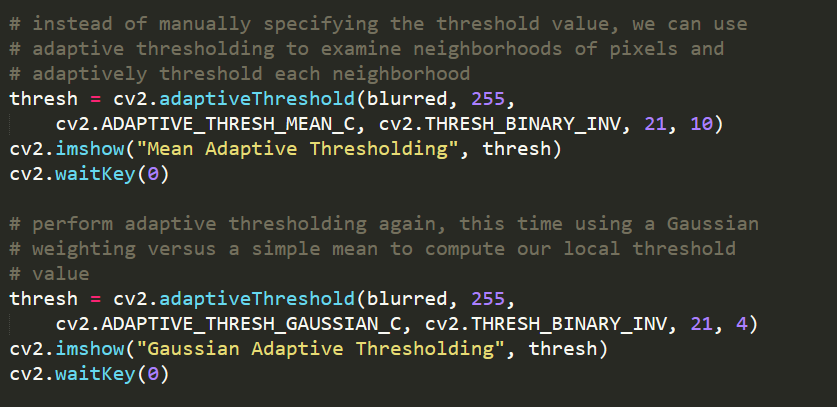 # instead of manually specifying the threshold value, we can use
# adaptive thresholding to examine neighborhoods of pixels and
# adaptively threshold each neighborhood
thresh = cv2.adaptiveThreshold(blurred, 255,
    cv2.ADAPTIVE_THRESH_MEAN_C, cv2.THRESH_BINARY_INV, 21, 10)
cv2.imshow("Mean Adaptive Thresholding", thresh)
cv2.waitKey(0)

# perform adaptive thresholding again, this time using a Gaussian
# weighting versus a simple mean to compute our local threshold
# value
thresh = cv2.adaptiveThreshold(blurred, 255,
    cv2.ADAPTIVE_THRESH_GAUSSIAN_C, cv2.THRESH_BINARY_INV, 21, 4)
cv2.imshow("Gaussian Adaptive Thresholding", thresh)
cv2.waitKey(0)